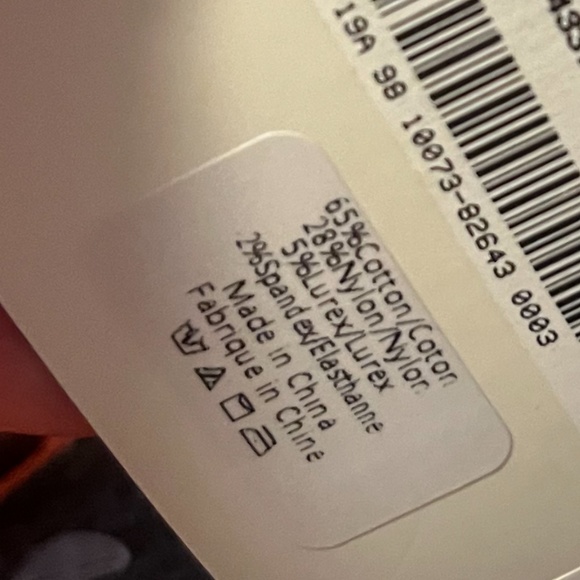 19A 98 10073-82643 0003
65%Cotton/Coton
28%Nylon/Nylon
5%Lurex/Lurex
2%Spandex/Elasthanne
Made in China
Fabrique in Chine